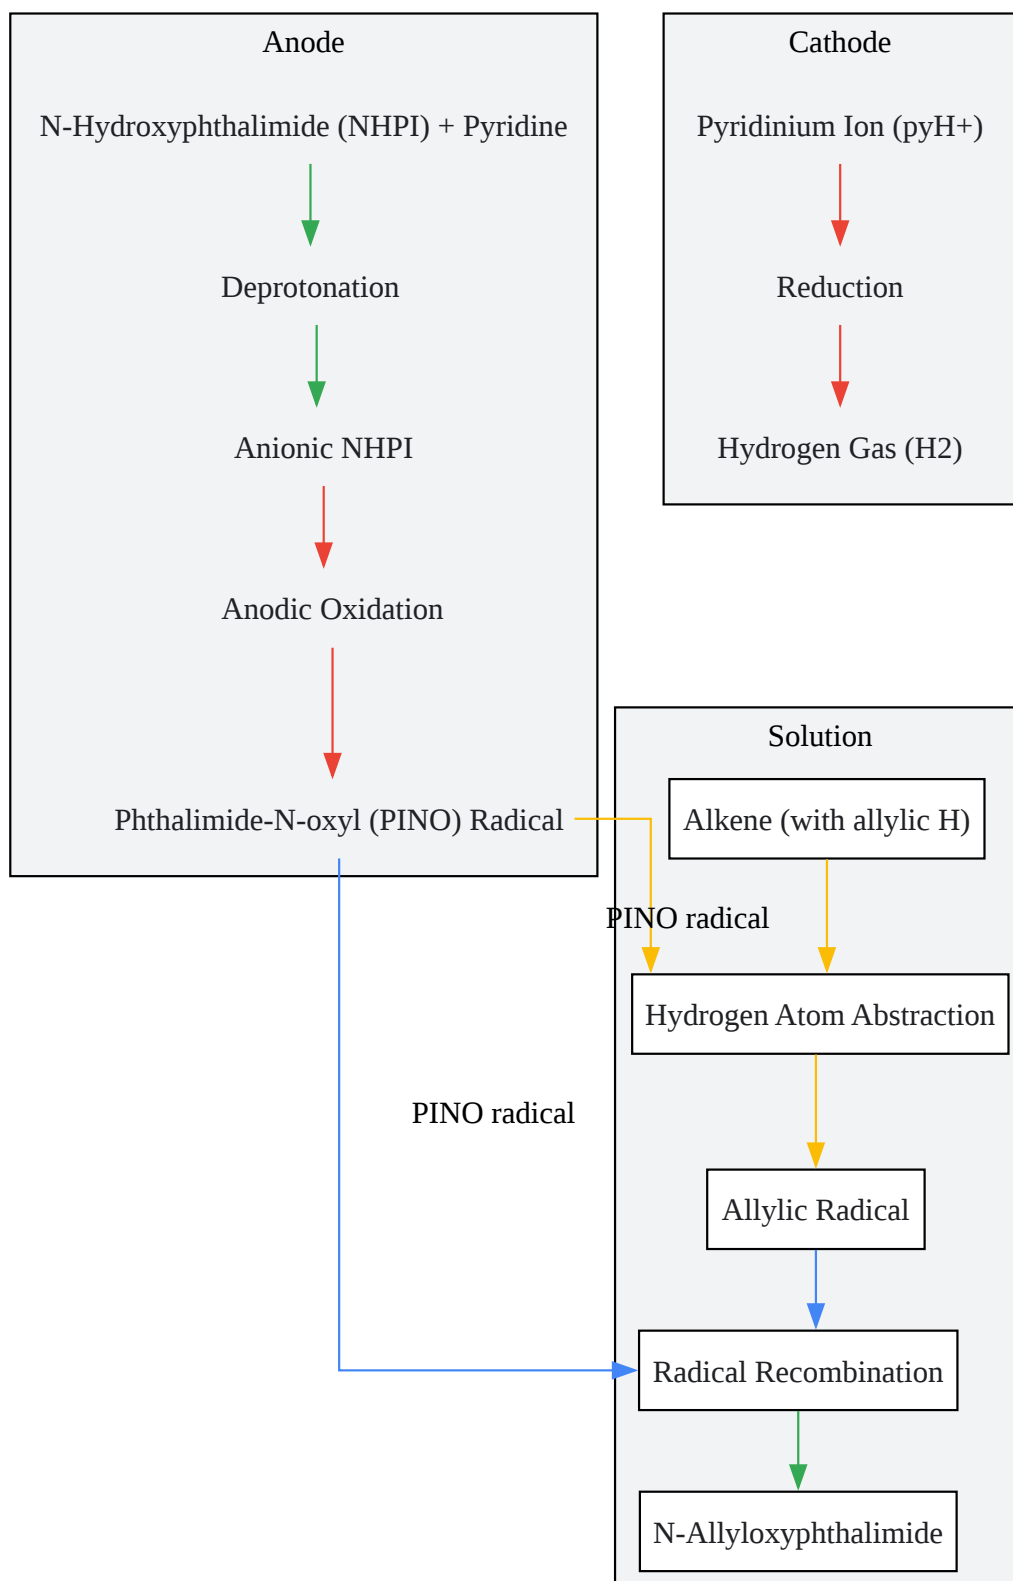 Anode
N-Hydroxyphthalimide (NHPI) + Pyridine
Deprotonation
Anionic NHPI
Anodic Oxidation
Phthalimide-N-oxyl (PINO) Radical
Cathode
Pyridinium Ion (pyH+)
Reduction
Hydrogen Gas (H2)
Solution
Alkene (with allylic H)
PINO radical
Hydrogen Atom Abstraction
PINO radical
Allylic Radical
Radical Recombination
N-Allyloxyphthalimide